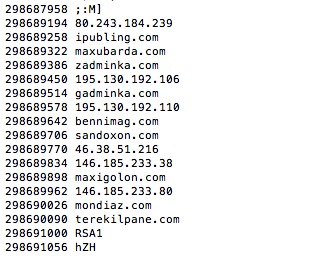 298687958 ;:M]
298689194 80.243.184.239
298689258 ipubling.com
298689322 maxubarda.com
298689386 zadminka.com
298689450 195.130.192.106
298689514 gadminka.com
298689578 195.130.192.110
298689642 bennimag.com
298689706 sandoxon.com
298689770 46.38.51.216
298689834 146.185.233.38
298689898 maxigolon.com
298689962 146.185.233.80
298690026 mondiaz.com
298690090 terekilpane.com
298691000 RSA1
298691056 hZH